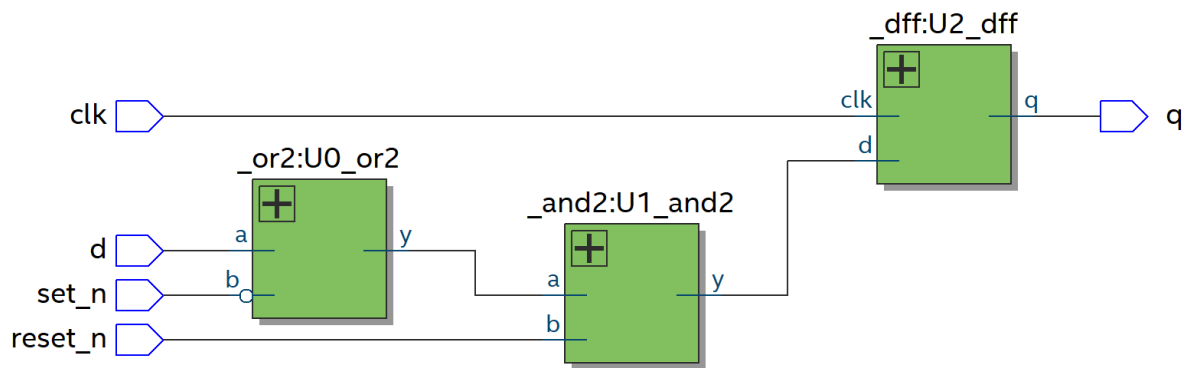 _dff:U2_dff
clk
clk
q
q
d
_or2:U0_or2
_and2:U1_and2
d
a
y
set_n
b
a
y
reset_n
b